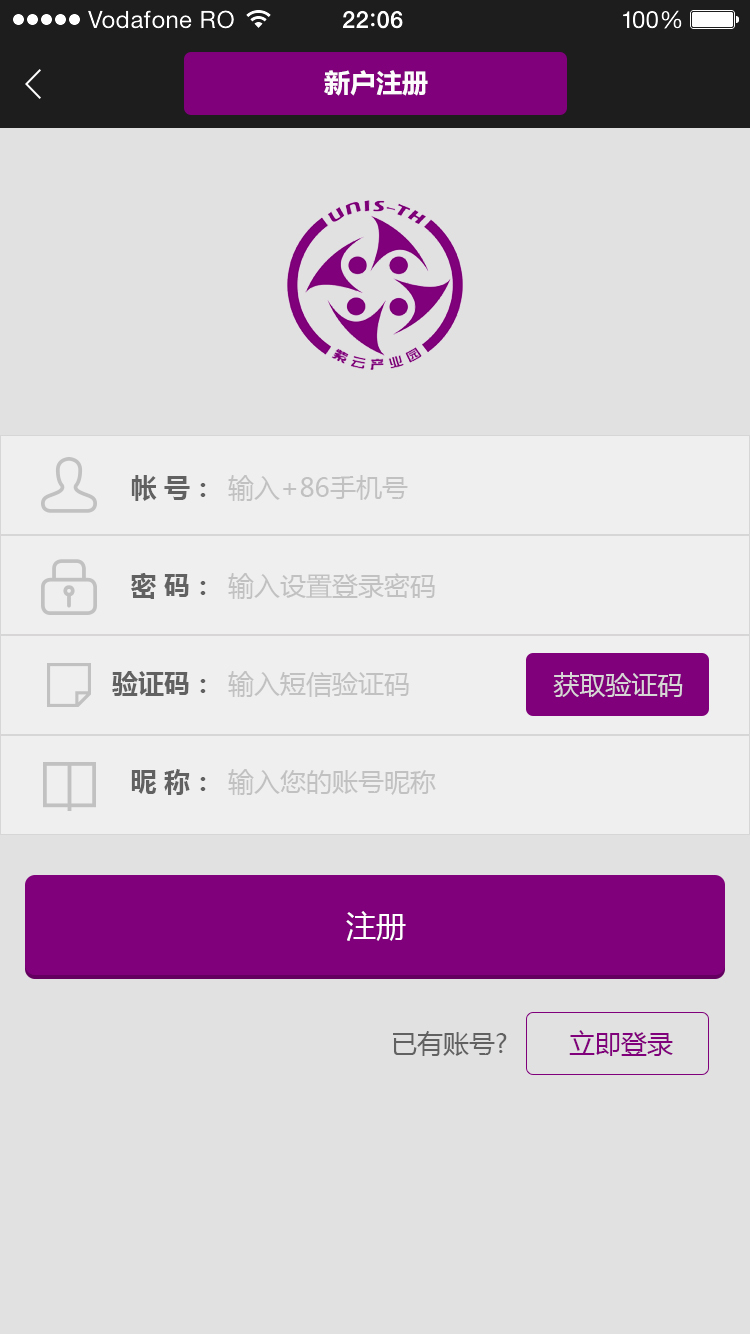 Vodafone RO 22:06 100%
新户注册
UNIS-TH
紫云产业园
帐 号： 输入+86手机号
密 码： 输入设置登录密码
验证码： 输入短信验证码 获取验证码
昵 称： 输入您的账号昵称
注册
已有账号? 立即登录